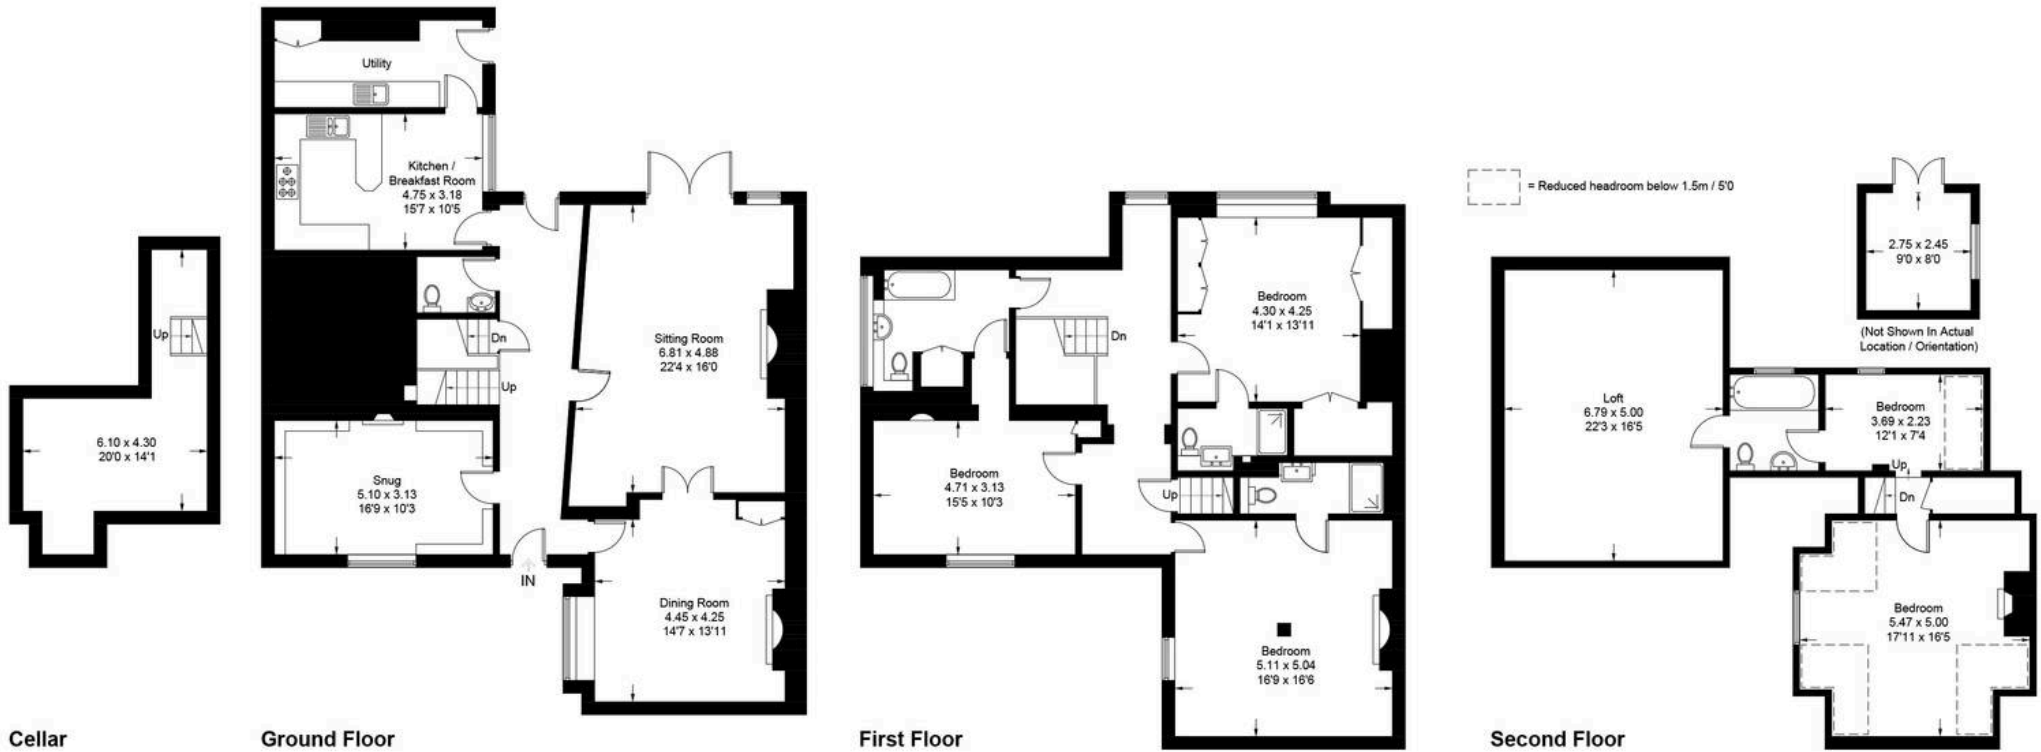 Up
6.10 x 4.30
20'0 x 14'1
Cellar
Utility
Kitchen /
Breakfast Room
4.75 x 3.18
15'7 x 10'5
Dn
Up
Sitting Room
6.81 x 4.88
22'4 x 16'0
Snug
5.10 x 3.13
16'9 x 10'3
IN
Dining Room
4.45 x 4.25
14'7 x 13'11
Ground Floor
Bedroom
4.30 x 4.25
14'1 x 13'11
Dn
Bedroom
4.71 x 3.13
15'5 x 10'3
Up
Bedroom
5.11 x 5.04
16'9 x 16'6
First Floor
= Reduced headroom below 1.5m / 5'0
2.75 x 2.45
9'0 x 8'0
(Not Shown In Actual
Location / Orientation)
Loft
6.79 x 5.00
22'3 x 16'5
Bedroom
3.69 x 2.23
12'1 x 7'4
Up
Dn
Bedroom
5.47 x 5.00
17'11 x 16'5
Second Floor